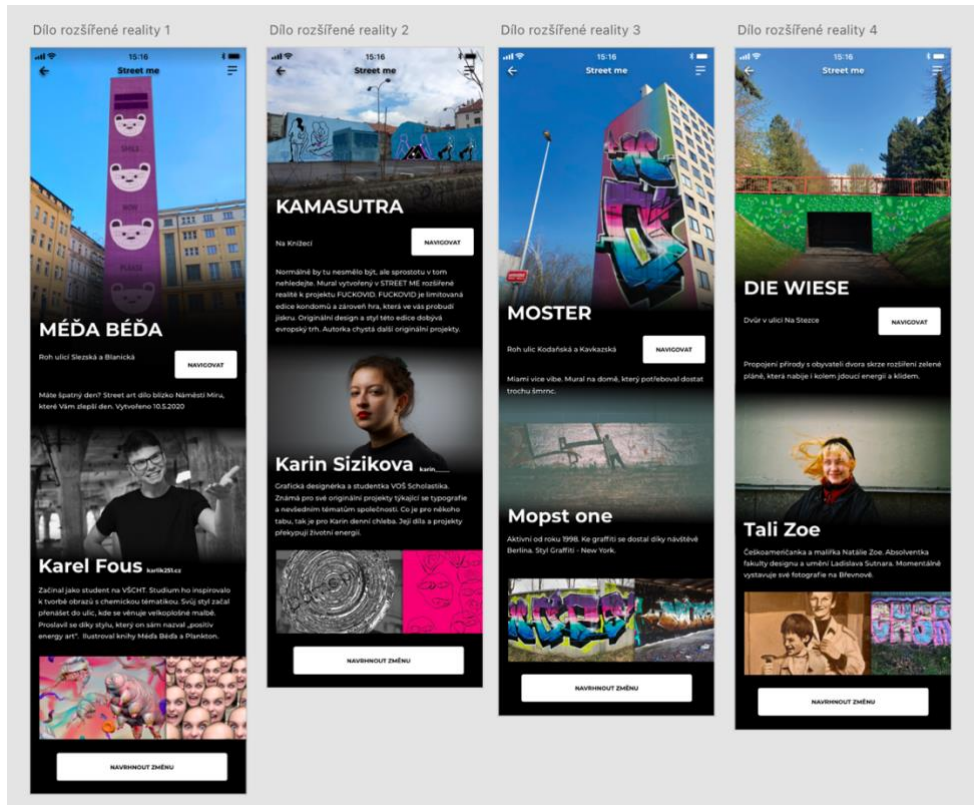 Dílo rozšířené reality 1
15:16
Street me
SMILE
NOW
PLEASE
MÉĎA BÉĎA
Roh ulicí Slezská a Blanická
NAVIGOVAT
Máte špatný den? Street art dílo blízko Náměstí Míru,
které Vám zlepší den. Vytvořeno 10.5.2020
Karel Fous karlik251.cz
Začínal jako student na VŠCHT. Studium ho inspirovalo
k tvorbě obrazů s chemickou tématikou. Svůj styl začal
přenášet do ulic, kde se věnuje velkoplošné malbě.
Proslavil se díky stylu, který on sám nazval „positiv
energy art“. Ilustroval knihy Méďa Béďa a Plankton.
NAVRHNOUT ZMĚNU
Dílo rozšířené reality 2
15:16
Street me
KAMASUTRA
Na Knížecí
NAVIGOVAT
Normálně by tu nesmělo být, ale sprostotu v tom
nehledejte. Mural vytvořený v STREET ME rozšířené
realitě k projektu FUCKOVID. FUCKOVID je limitovaná
edice kondomů a zároveň hra, která ve vás probudí
jiskru. Originální design a styl této edice dobývá
evropský trh. Autorka chystá další originální projekty.
Karin Sizikova karin____
Grafická designérka a studentka VOŠ Scholastika.
Známá pro své originální projekty týkající se typografie
a nevšedním tématům společnosti. Co je pro někoho
tabu, tak je pro Karin denní chleba. Její díla a projekty
překypují životní energií.
NAVRHNOUT ZMĚNU
Dílo rozšířené reality 3
15:16
Street me
MOSTER
Roh ulic Kodaňská a Kavkazská
NAVIGOVAT
Miami vice vibe. Mural na domě, který potřeboval dostat
trochu šmrnc.
Mopst one
Aktivní od roku 1998. Ke graffiti se dostal díky návštěvě
Berlína. Styl Graffiti - New York.
NAVRHNOUT ZMĚNU
Dílo rozšířené reality 4
15:16
Street me
DIE WIESE
Dvůr v ulici Na Stezce
NAVIGOVAT
Propojení přírody s obyvateli dvora skrze rozšíření zelené
pláně, která nabije i kolem jdoucí energií a klidem.
Tali Zoe
Českoameričanka a malířka Natálie Zoe. Absolventka
fakulty designu a umění Ladislava Sutnara. Momentálně
vystavuje své fotografie na Břevnově.
NAVRHNOUT ZMĚNU